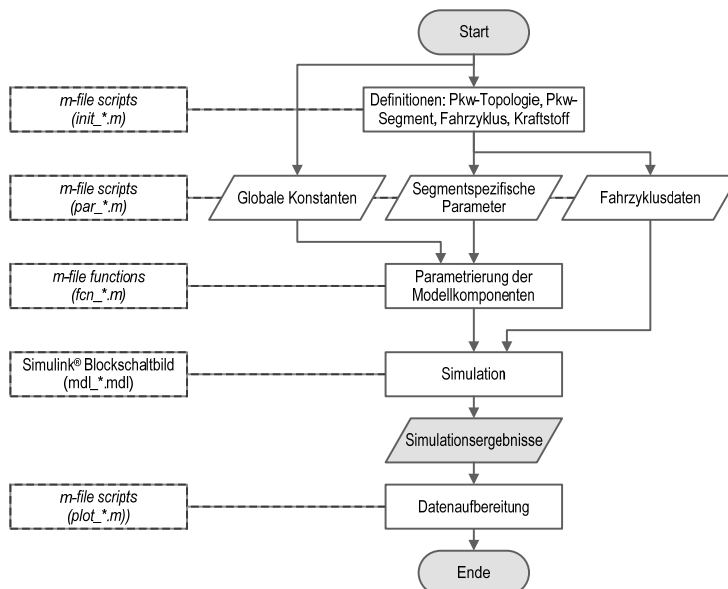 Start
m-file scripts
(init_*.m)
Definitionen: Pkw-Topologie, Pkw-
Segment, Fahrzyklus, Kraftstoff
m-file scripts
(par_*.m)
Globale Konstanten
Segmentspezifische
Parameter
Fahrzyklusdaten
m-file functions
(fcn_*.m)
Parametrierung der
Modellkomponenten
Simulink® Blockschaltbild
(mdl_*.mdl)
Simulation
Simulationsergebnisse
m-file scripts
(plot_*.m))
Datenaufbereitung
Ende